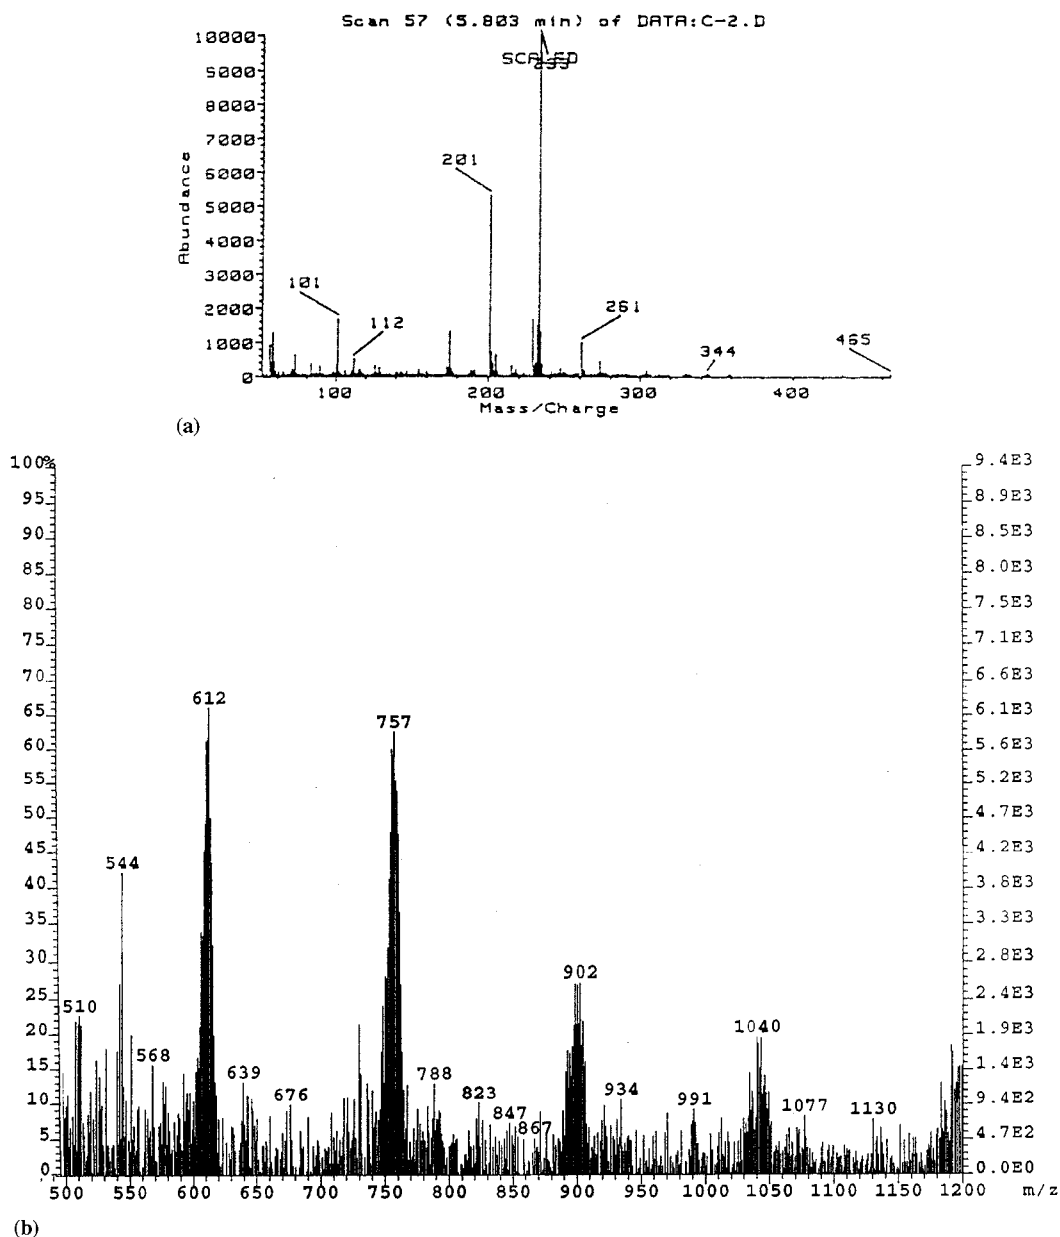 Scan 57 (5.803 min) of DATA:C-2.D
10000
9000
8000
7000
6000
5000
4000
3000
2000
1000
0
Abundance
SCALED
233
201
101
112
261
344
465
100 200 300 400
Mass/Charge
(a)
100% 9.4E3
95 8.9E3
90 8.5E3
85 8.0E3
80 7.5E3
75 7.1E3
70 6.6E3
65 6.1E3
60 5.6E3
55 5.2E3
50 4.7E3
45 4.2E3
40 3.8E3
35 3.3E3
30 2.8E3
25 2.4E3
20 1.9E3
15 1.4E3
10 9.4E2
5 4.7E2
0 0.0E0
612
757
544
902
510
1040
568
639
676
788
823
847
867
934
991
1077
1130
500 550 600 650 700 750 800 850 900 950 1000 1050 1100 1150 1200 m/z
(b)